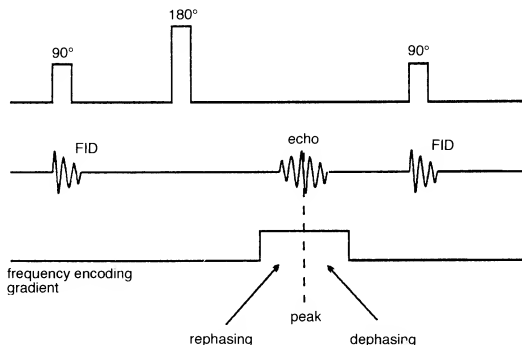 180°
90°
90°
FID
echo
FID
frequency encoding
gradient
peak
rephasing
dephasing